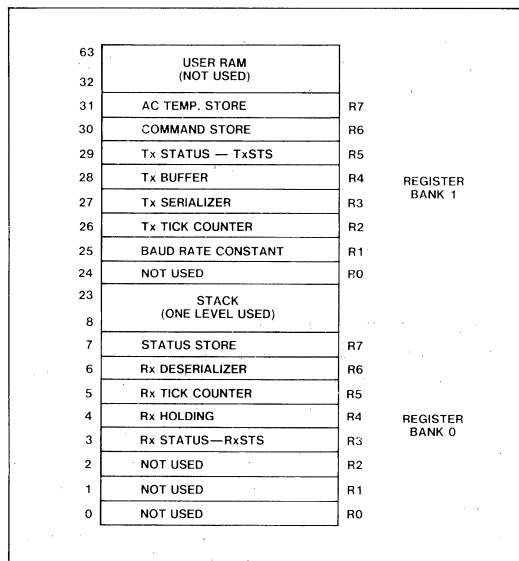 63
USER RAM
(NOT USED)
32
31 AC TEMP. STORE R7
30 COMMAND STORE R6
29 Tx STATUS — TxSTS R5
28 Tx BUFFER R4
REGISTER
BANK 1
27 Tx SERIALIZER R3
26 Tx TICK COUNTER R2
25 BAUD RATE CONSTANT R1
24 NOT USED R0
23
STACK
(ONE LEVEL USED)
8
7 STATUS STORE R7
6 Rx DESERIALIZER R6
5 Rx TICK COUNTER R5
4 Rx HOLDING R4
REGISTER
BANK 0
3 Rx STATUS—RxSTS R3
2 NOT USED R2
1 NOT USED R1
0 NOT USED R0